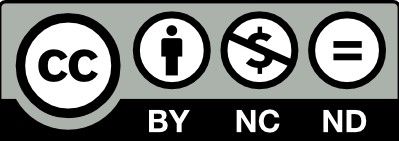 cc $ =
BY NC ND